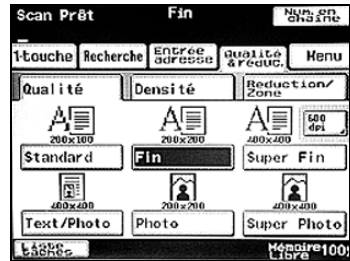 Scan Prêt
Fin
Num.en
chaîne
1-touche
Recherche
Entrée
adresse
Qualité
&réduc.
Menu
Qualité
Densité
Réduction/
Zone
200x100
200x200
400x400
600
dpi
Standard
Fin
Super Fin
400x400
200x200
400x400
Text/Photo
Photo
Super Photo
Liste
tâches
Mémoire
Libre
100%